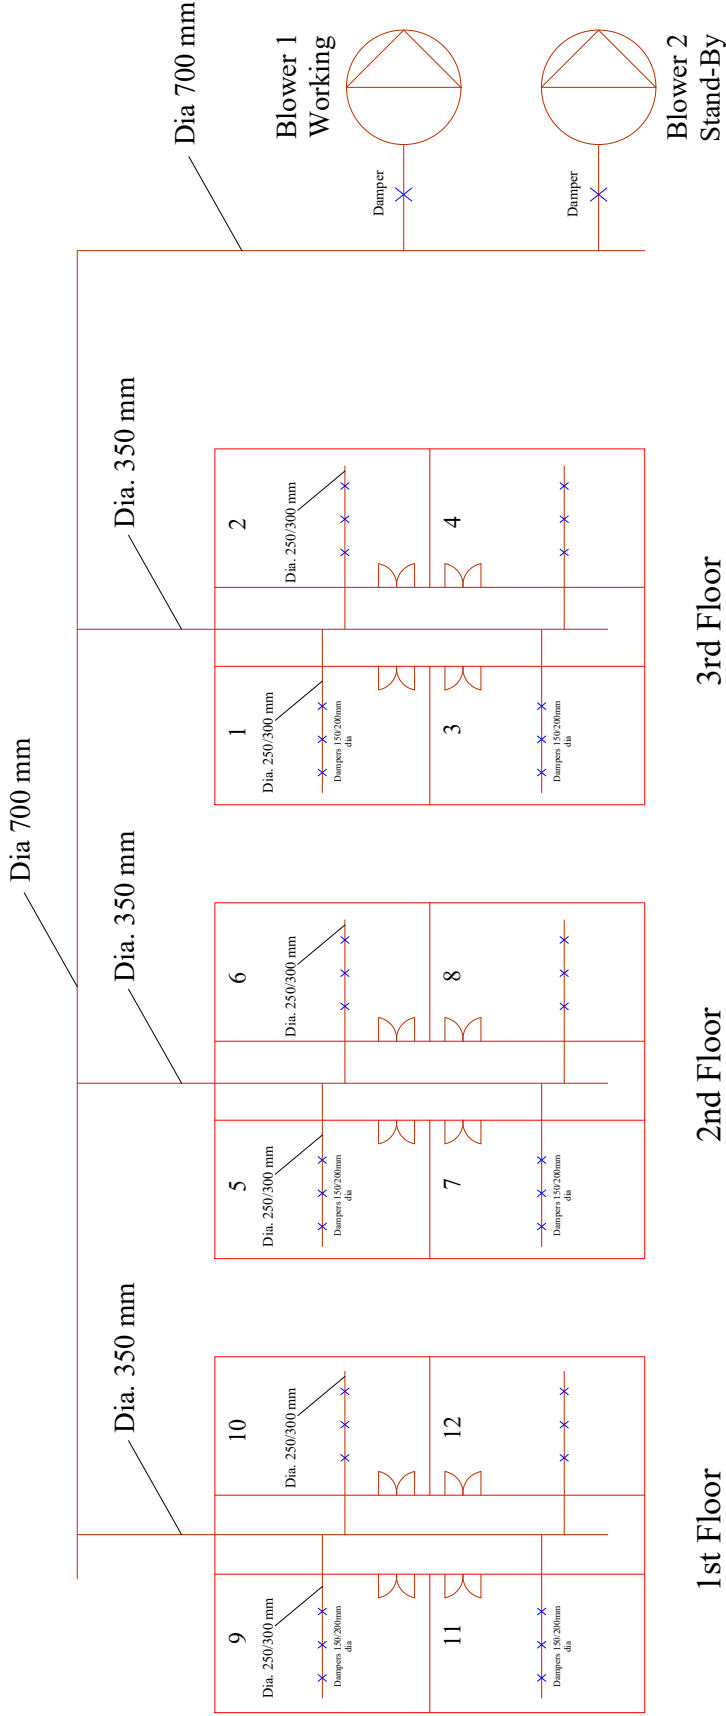 Dia 700 mm
Dia. 350 mm
Dia. 350 mm
Dia. 350 mm
Dia 700 mm
Blower 1
Working
Damper
Damper
Blower 2
Stand-By
9
Dia. 250/300 mm
Dampers 150/200mm
dia
10
Dia. 250/300 mm
11
Dampers 150/200mm
dia
12
1st Floor
5
Dia. 250/300 mm
Dampers 150/200mm
dia
6
Dia. 250/300 mm
7
Dampers 150/200mm
dia
8
2nd Floor
1
Dia. 250/300 mm
Dampers 150/200mm
dia
2
Dia. 250/300 mm
3
Dampers 150/200mm
dia
4
3rd Floor